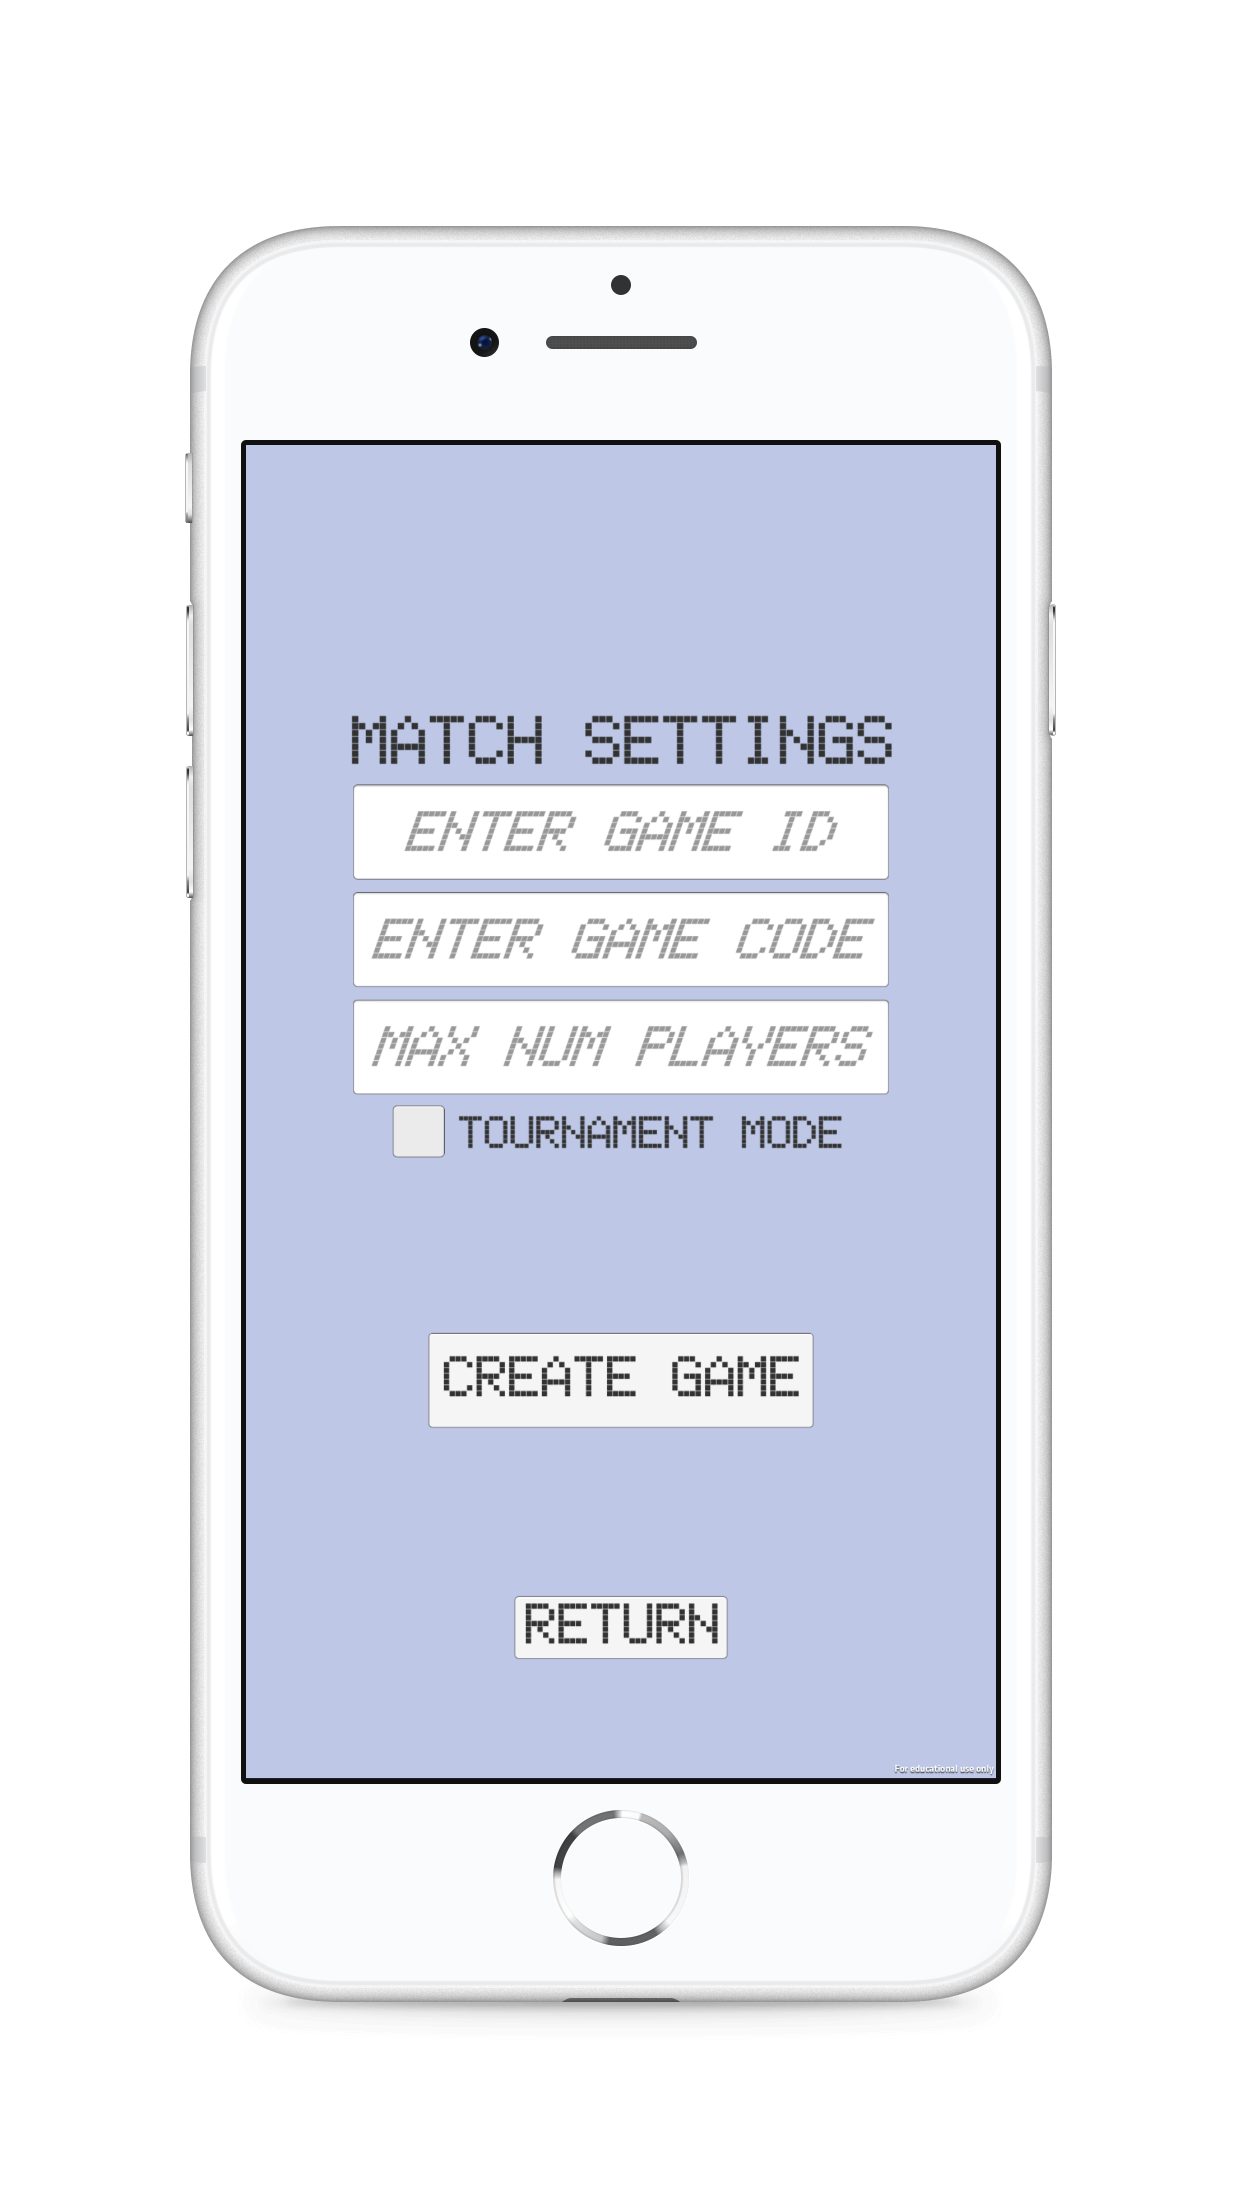 MATCH SETTINGS
ENTER GAME ID
ENTER GAME CODE
MAX NUM PLAYERS
TOURNAMENT MODE
CREATE GAME
RETURN
For educational use only